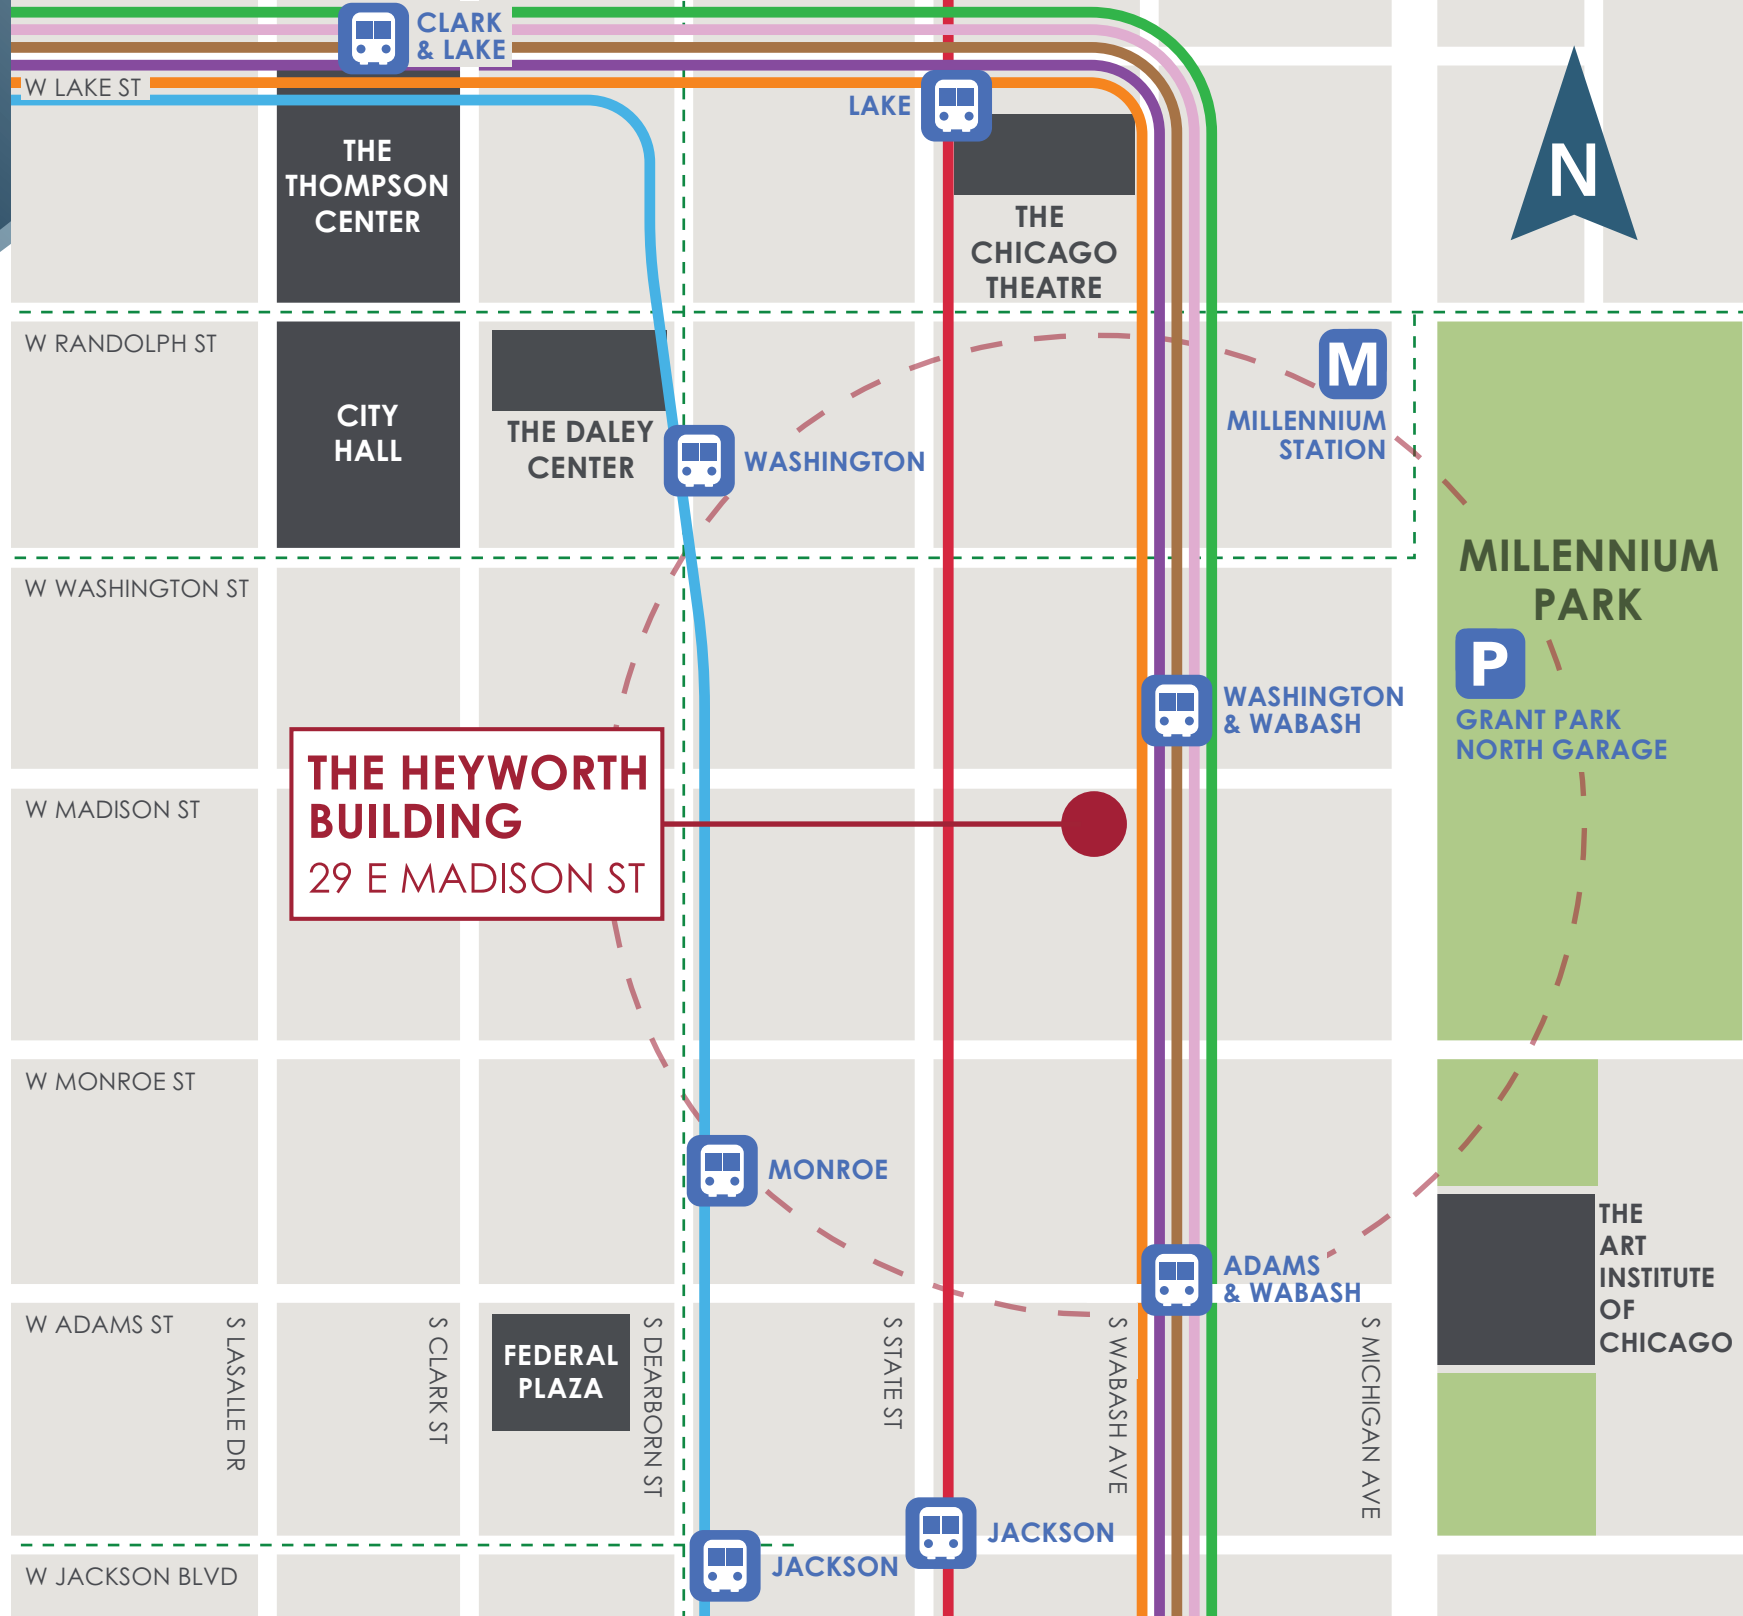 CLARK
& LAKE
W LAKE ST
LAKE
THE
THOMPSON
CENTER
THE
CHICAGO
THEATRE
N
W RANDOLPH ST
CITY
HALL
THE DALEY
CENTER
WASHINGTON
M
MILLENNIUM
STATION
MILLENNIUM
PARK
W WASHINGTON ST
P
GRANT PARK
NORTH GARAGE
WASHINGTON
& WABASH
THE HEYWORTH
BUILDING
29 E MADISON ST
W MADISON ST
W MONROE ST
MONROE
ADAMS
& WABASH
THE
ART
INSTITUTE
OF
CHICAGO
W ADAMS ST
S LASALLE DR
S CLARK ST
FEDERAL
PLAZA
S DEARBORN ST
S STATE ST
S WABASH AVE
S MICHIGAN AVE
JACKSON
JACKSON
W JACKSON BLVD